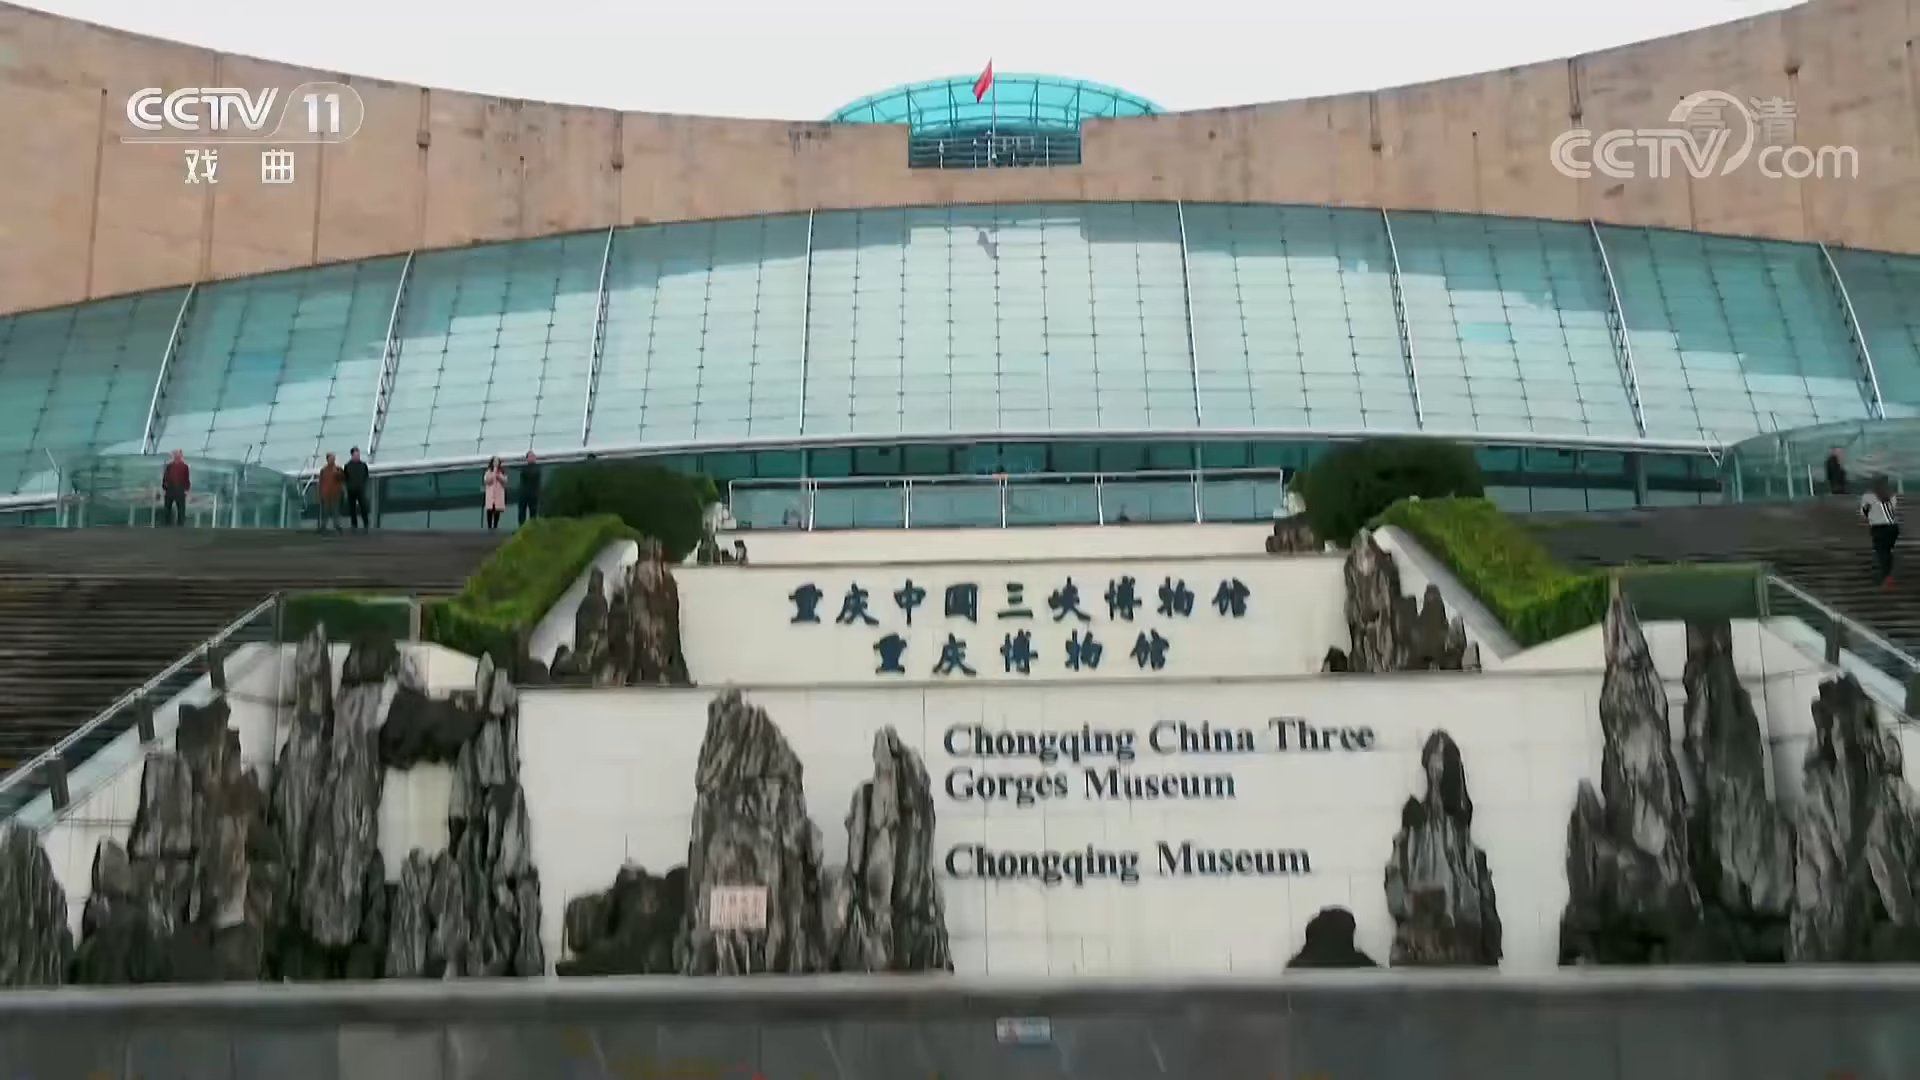 CCTV 11
戏曲
高清
CCTV.com
重庆中国三峡博物馆
重庆博物馆
Chongqing China Three
Gorges Museum
Chongqing Museum